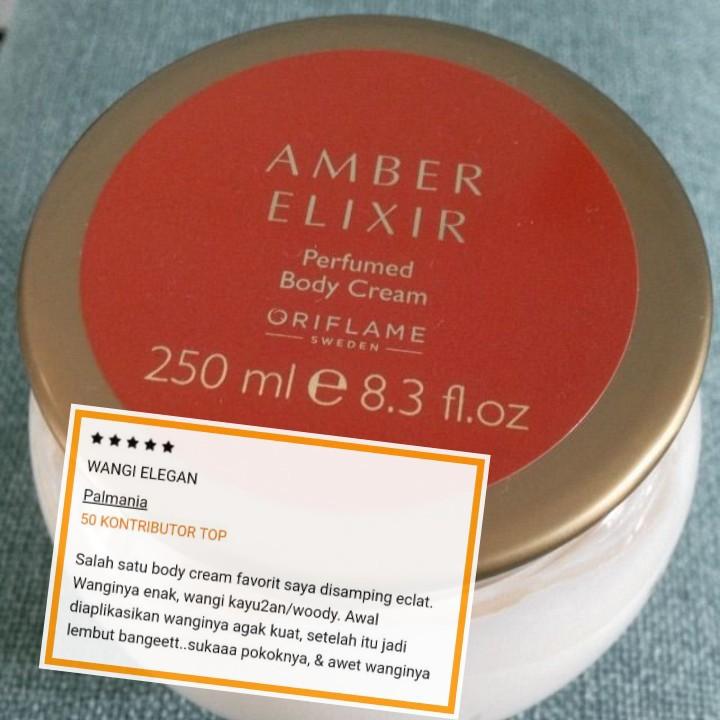 AMBER
ELIXIR
Perfumed
Body Cream
ORIFLAME
SWEDEN
250 ml e 8.3 fl.oz
★★★★★
WANGI ELEGAN
Palmania
50 KONTRIBUTOR TOP
Salah satu body cream favorit saya disamping eclat.
Wanginya enak, wangi kayu2an/woody. Awal
diaplikasikan wanginya agak kuat, setelah itu jadi
lembut bangeett..sukaaa pokoknya, & awet wanginya